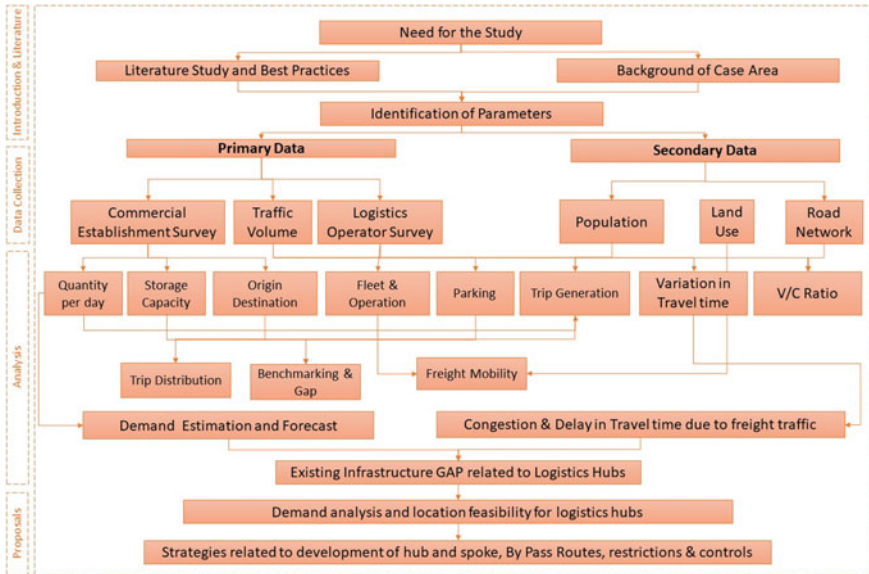 Introduction & Literature
Need for the Study
Literature Study and Best Practices
Background of Case Area
Identification of Parameters
Data Collection
Primary Data
Secondary Data
Commercial
Establishment Survey
Traffic
Volume
Logistics
Operator Survey
Population
Land
Use
Road
Network
Analysis
Quantity
per day
Storage
Capacity
Origin
Destination
Fleet &
Operation
Parking
Trip Generation
Variation in
Travel time
V/C Ratio
Trip Distribution
Benchmarking &
Gap
Freight Mobility
Demand Estimation and Forecast
Congestion & Delay in Travel time due to freight traffic
Existing Infrastructure GAP related to Logistics Hubs
Proposals
Demand analysis and location feasibility for logistics hubs
Strategies related to development of hub and spoke, By Pass Routes, restrictions & controls